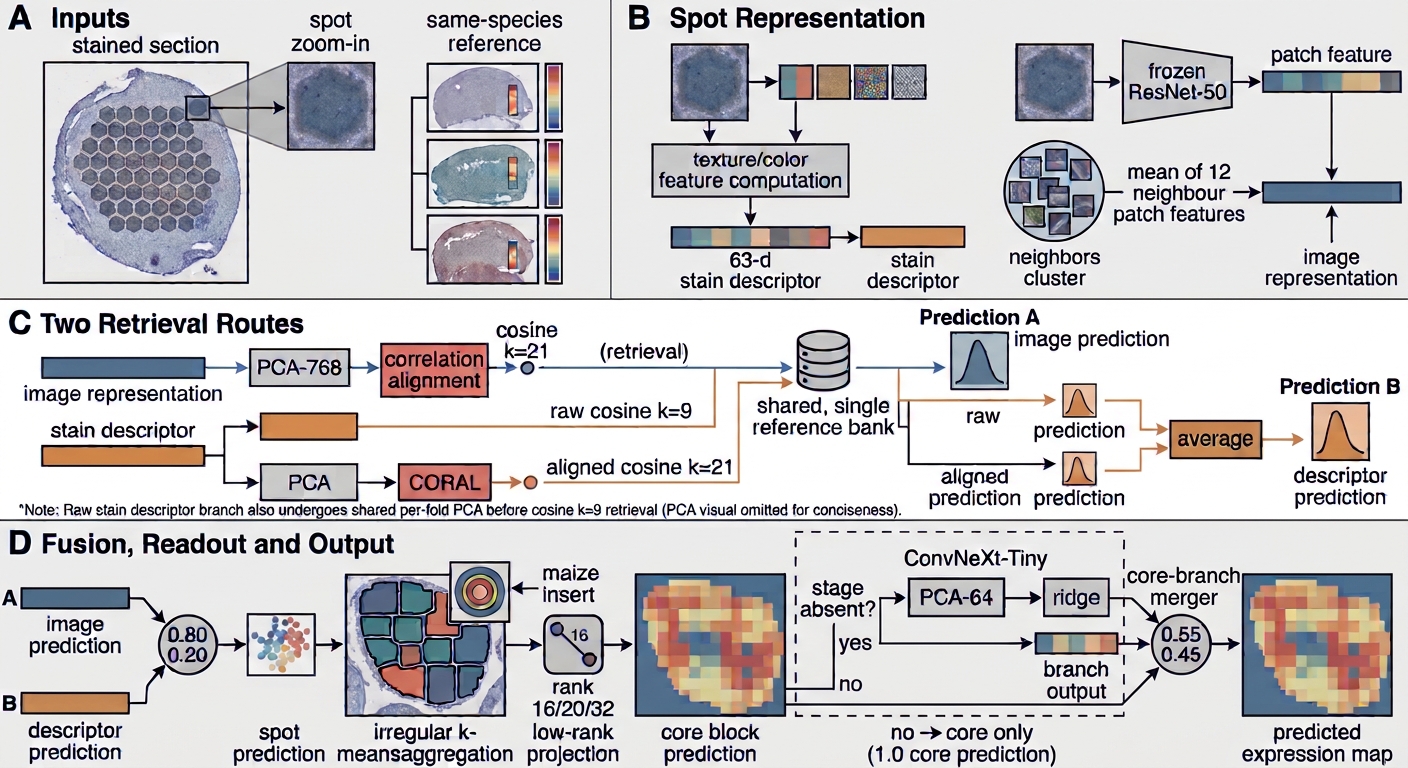 A Inputs
stained section
spot
zoom-in
same-species
reference
B Spot Representation
texture/color
feature computation
63-d
stain descriptor
stain
descriptor
frozen
ResNet-50
patch feature
mean of 12
neighbour
patch features
neighbors
cluster
image
representation
C Two Retrieval Routes
image representation
PCA-768
correlation
alignment
cosine
k=21
(retrieval)
stain descriptor
raw cosine k=9
PCA
CORAL
aligned cosine k=21
shared, single
reference bank
Prediction A
image prediction
raw
prediction
aligned
prediction
prediction
average
Prediction B
descriptor
prediction
*Note: Raw stain descriptor branch also undergoes shared per-fold PCA before cosine k=9 retrieval (PCA visual omitted for conciseness).
D Fusion, Readout and Output
A
image
prediction
B
descriptor
prediction
0.80
0.20
spot
prediction
maize
insert
irregular k-
meansaggregation
16
rank
16/20/32
low-rank
projection
core block
prediction
ConvNeXt-Tiny
stage
absent?
yes
no
PCA-64
ridge
branch
output
no → core only
(1.0 core prediction)
core-branch
merger
0.55
0.45
predicted
expression map